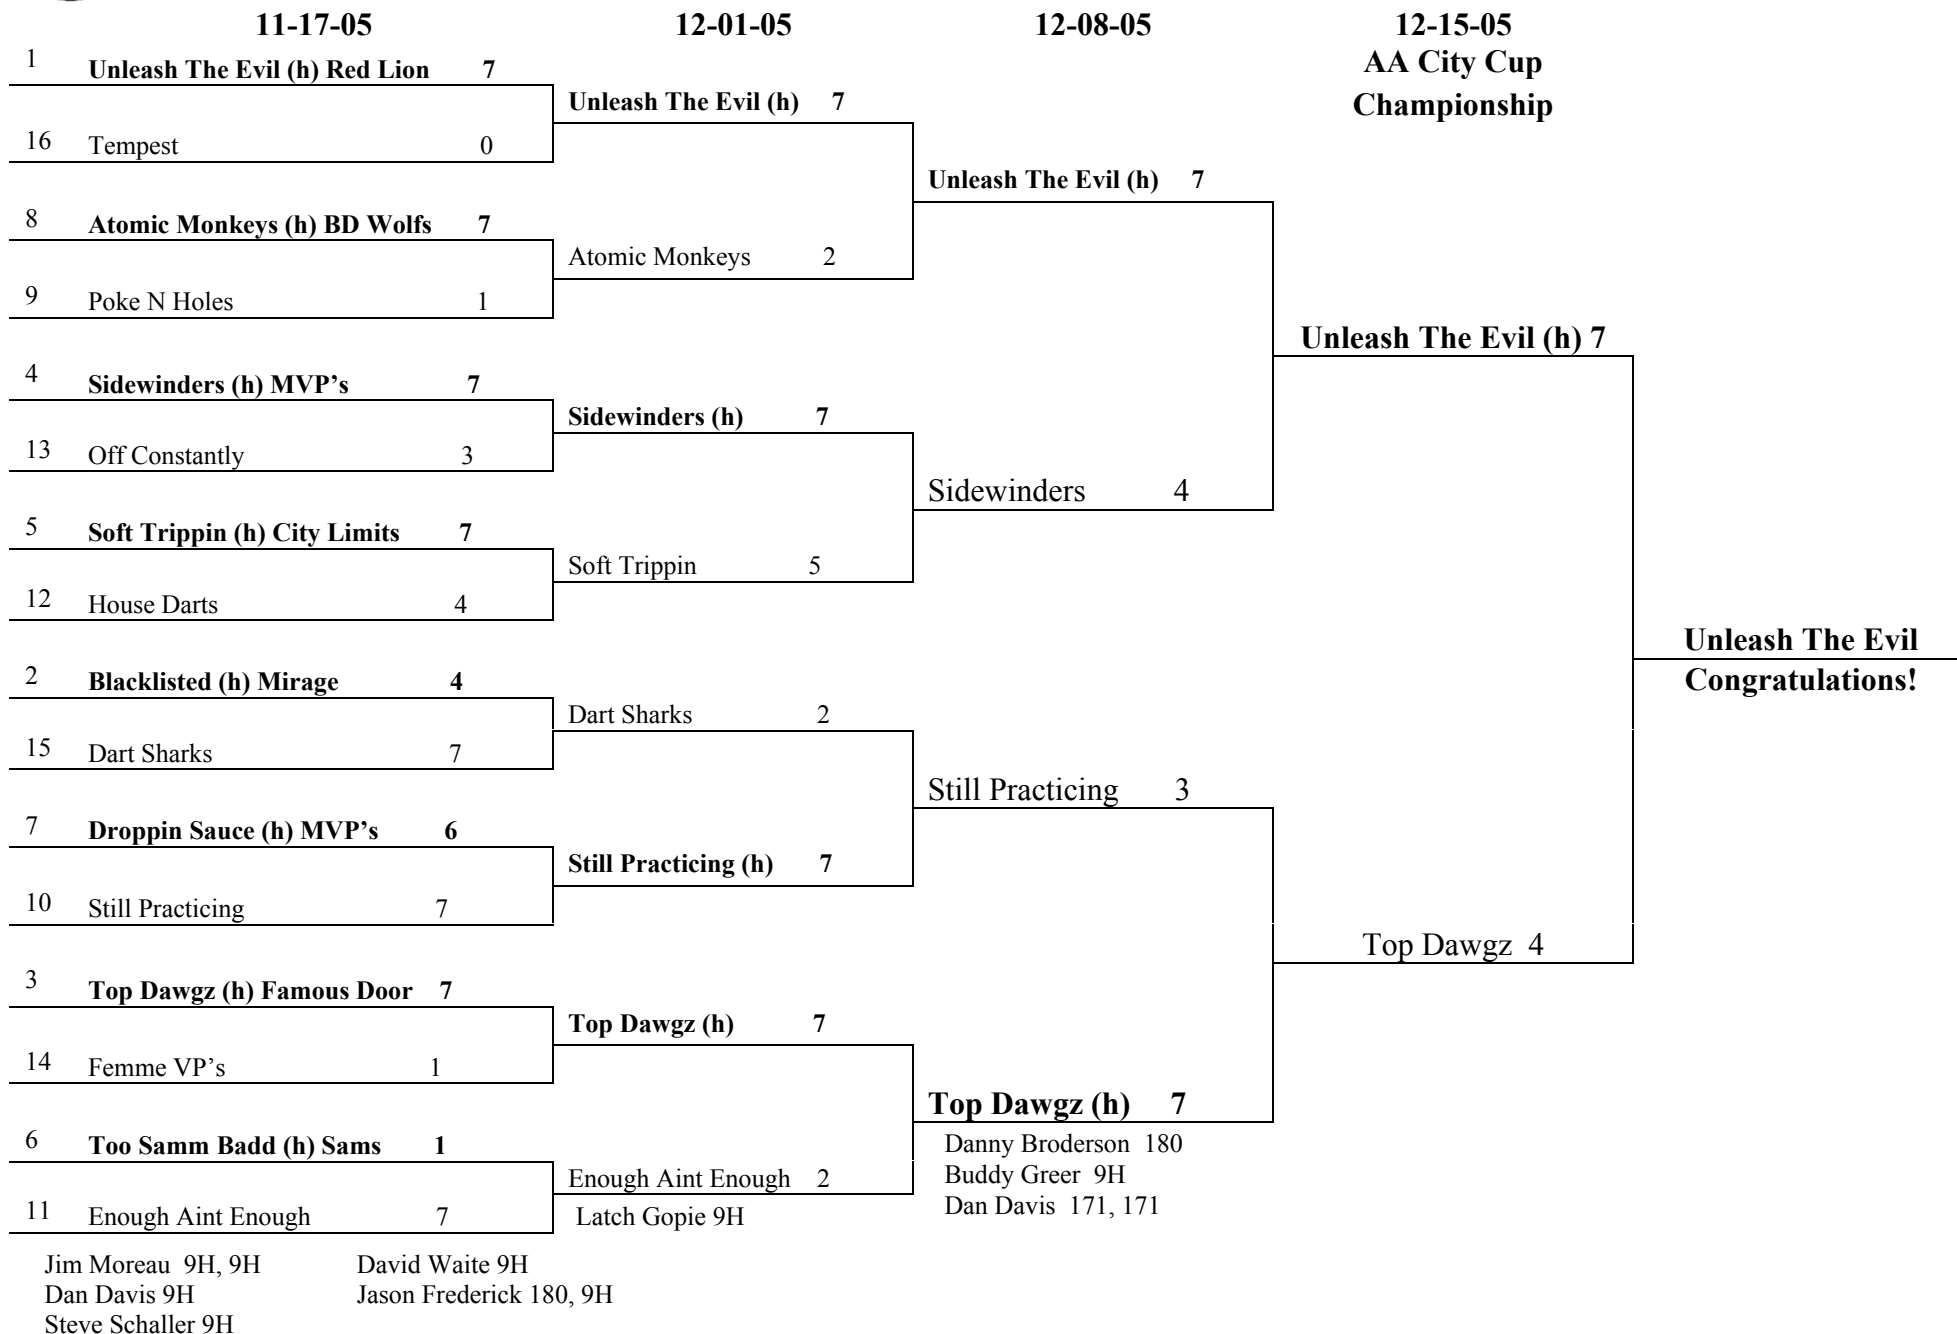 11-17-05
12-01-05
12-08-05
12-15-05
AA City Cup
Championship
1 Unleash The Evil (h) Red Lion 7
16 Tempest 0
8 Atomic Monkeys (h) BD Wolfs 7
9 Poke N Holes 1
4 Sidewinders (h) MVP’s 7
13 Off Constantly 3
5 Soft Trippin (h) City Limits 7
12 House Darts 4
2 Blacklisted (h) Mirage 4
15 Dart Sharks 7
7 Droppin Sauce (h) MVP’s 6
10 Still Practicing 7
3 Top Dawgz (h) Famous Door 7
14 Femme VP’s 1
6 Too Samm Badd (h) Sams 1
11 Enough Aint Enough 7
Jim Moreau 9H, 9H
Dan Davis 9H
Steve Schaller 9H
David Waite 9H
Jason Frederick 180, 9H
Unleash The Evil (h) 7
Atomic Monkeys 2
Sidewinders (h) 7
Soft Trippin 5
Dart Sharks 2
Still Practicing (h) 7
Top Dawgz (h) 7
Enough Aint Enough 2
Latch Gopie 9H
Unleash The Evil (h) 7
Sidewinders 4
Still Practicing 3
Top Dawgz (h) 7
Danny Broderson 180
Buddy Greer 9H
Dan Davis 171, 171
Unleash The Evil (h) 7
Top Dawgz 4
Unleash The Evil
Congratulations!